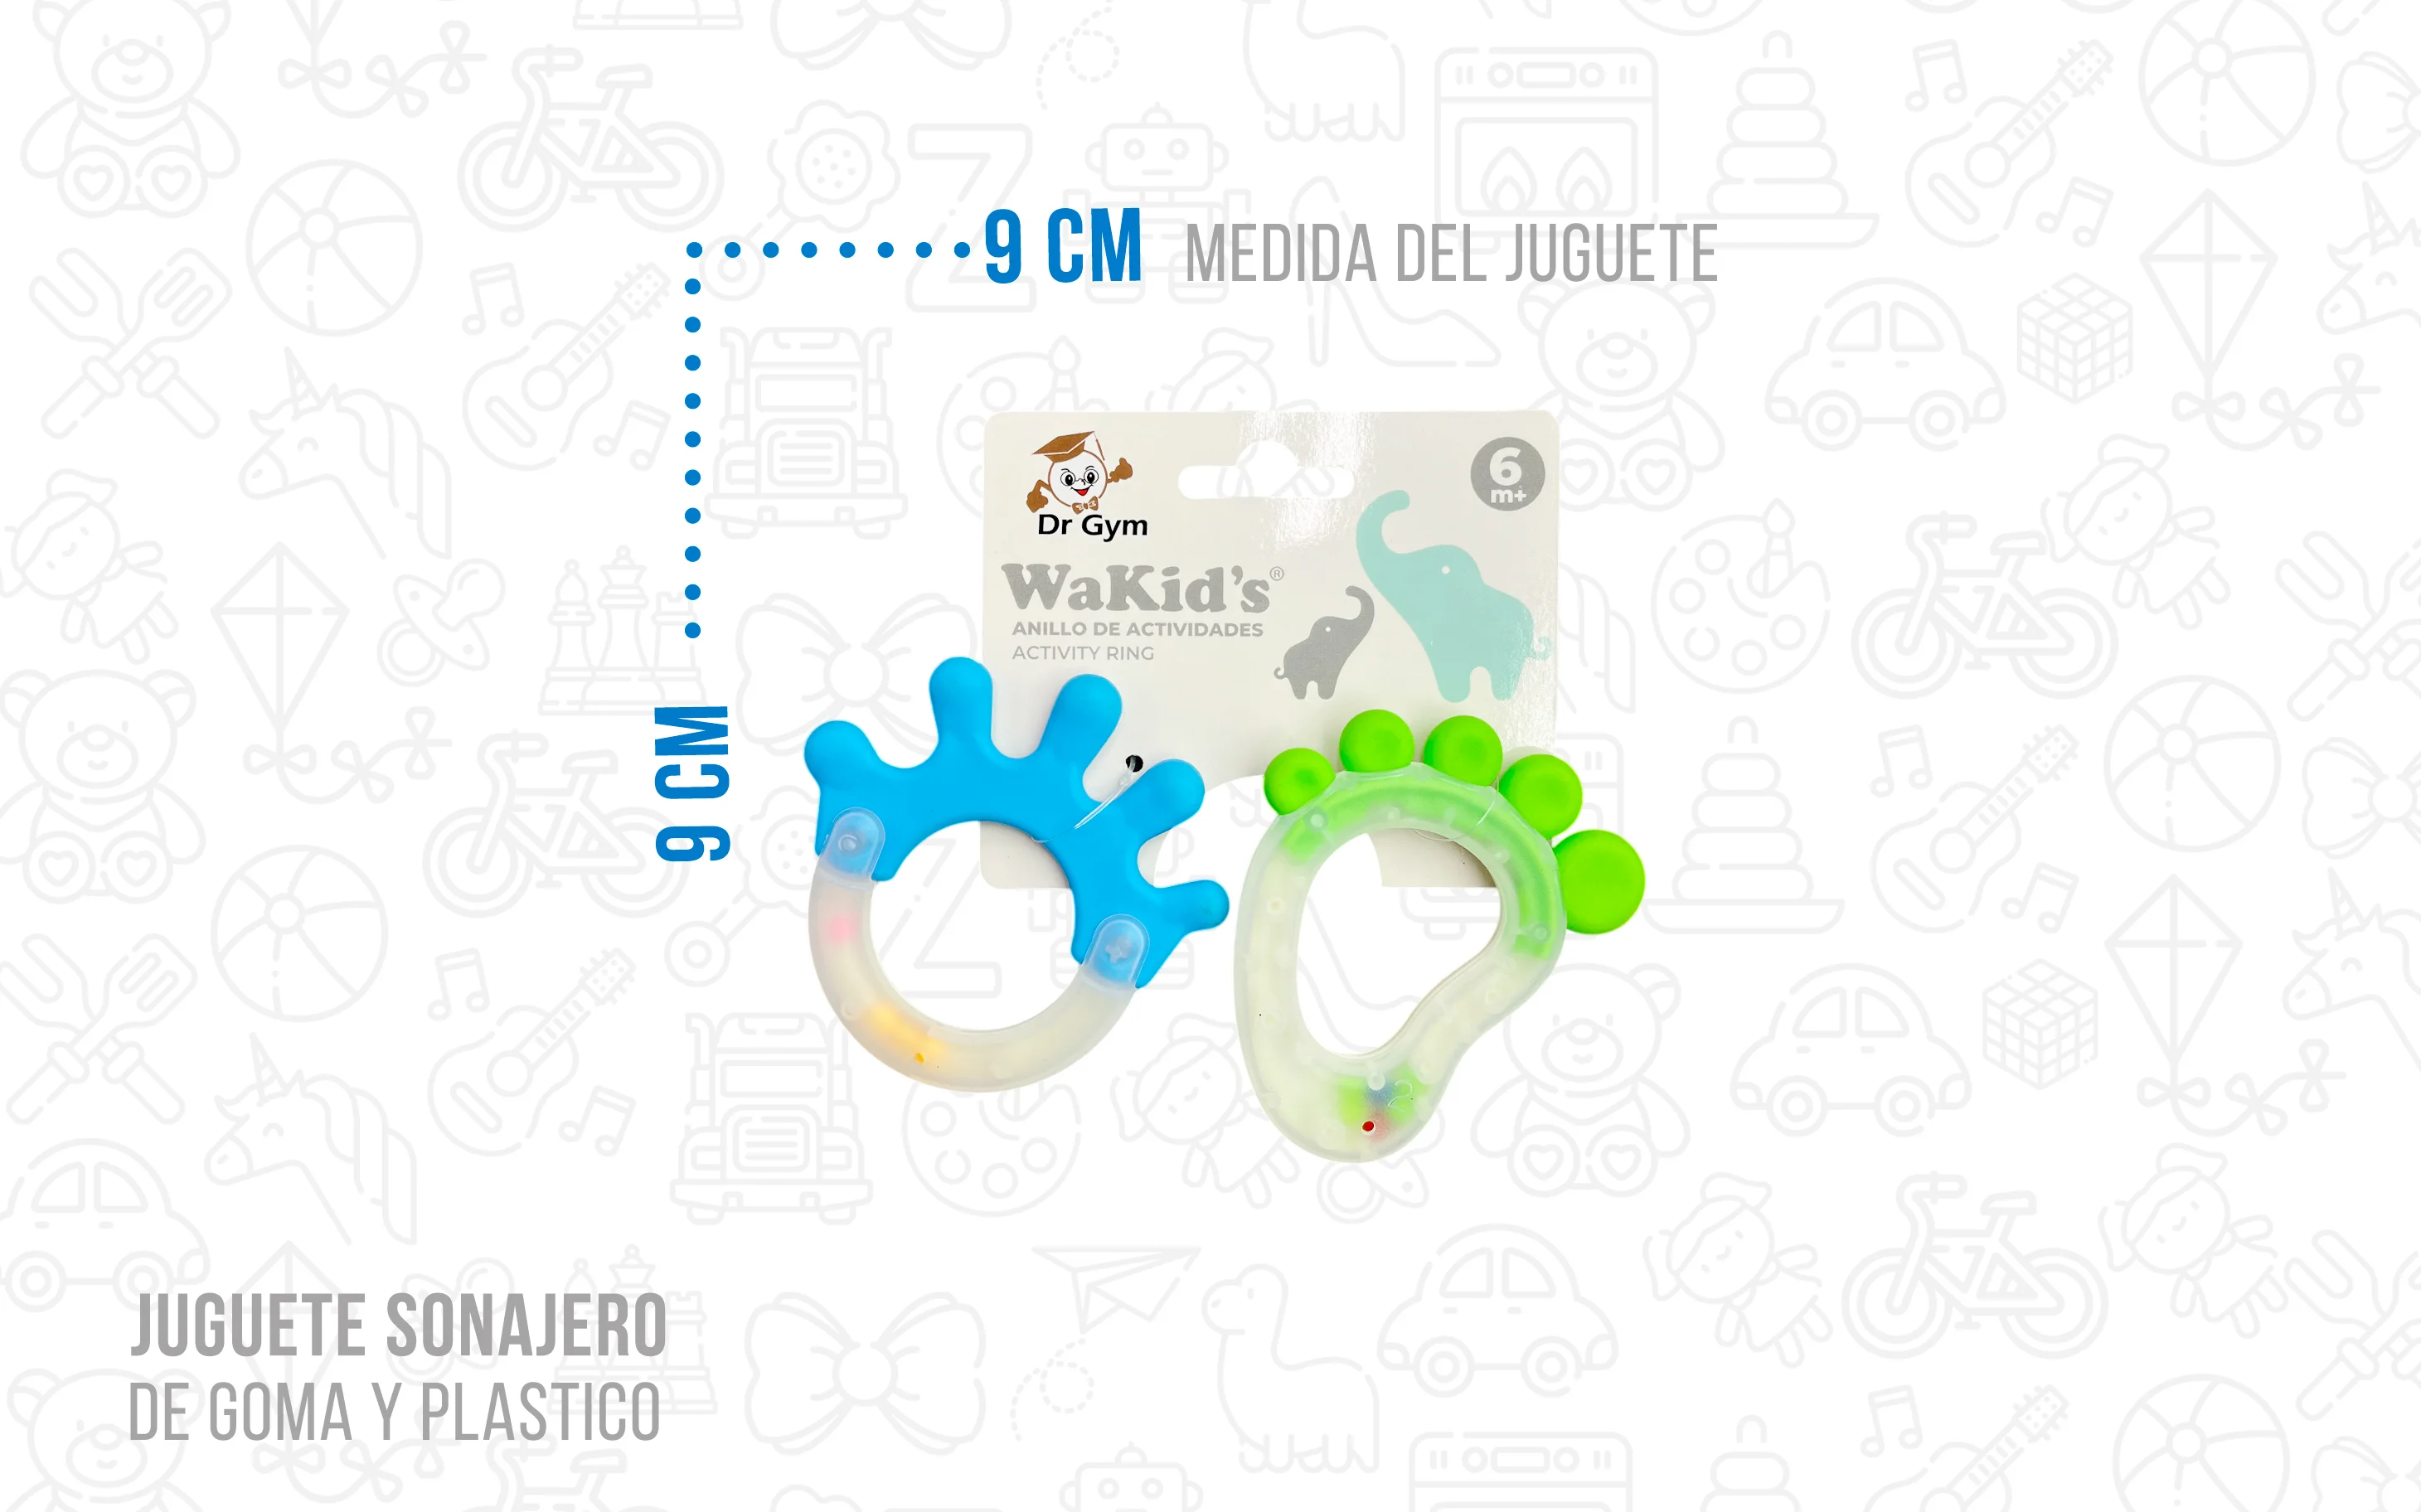 9 CM MEDIDA DEL JUGUETE
9 CM
Dr Gym
6
m+
WaKid's®
ANILLO DE ACTIVIDADES
ACTIVITY RING
JUGUETE SONAJERO
DE GOMA Y PLASTICO